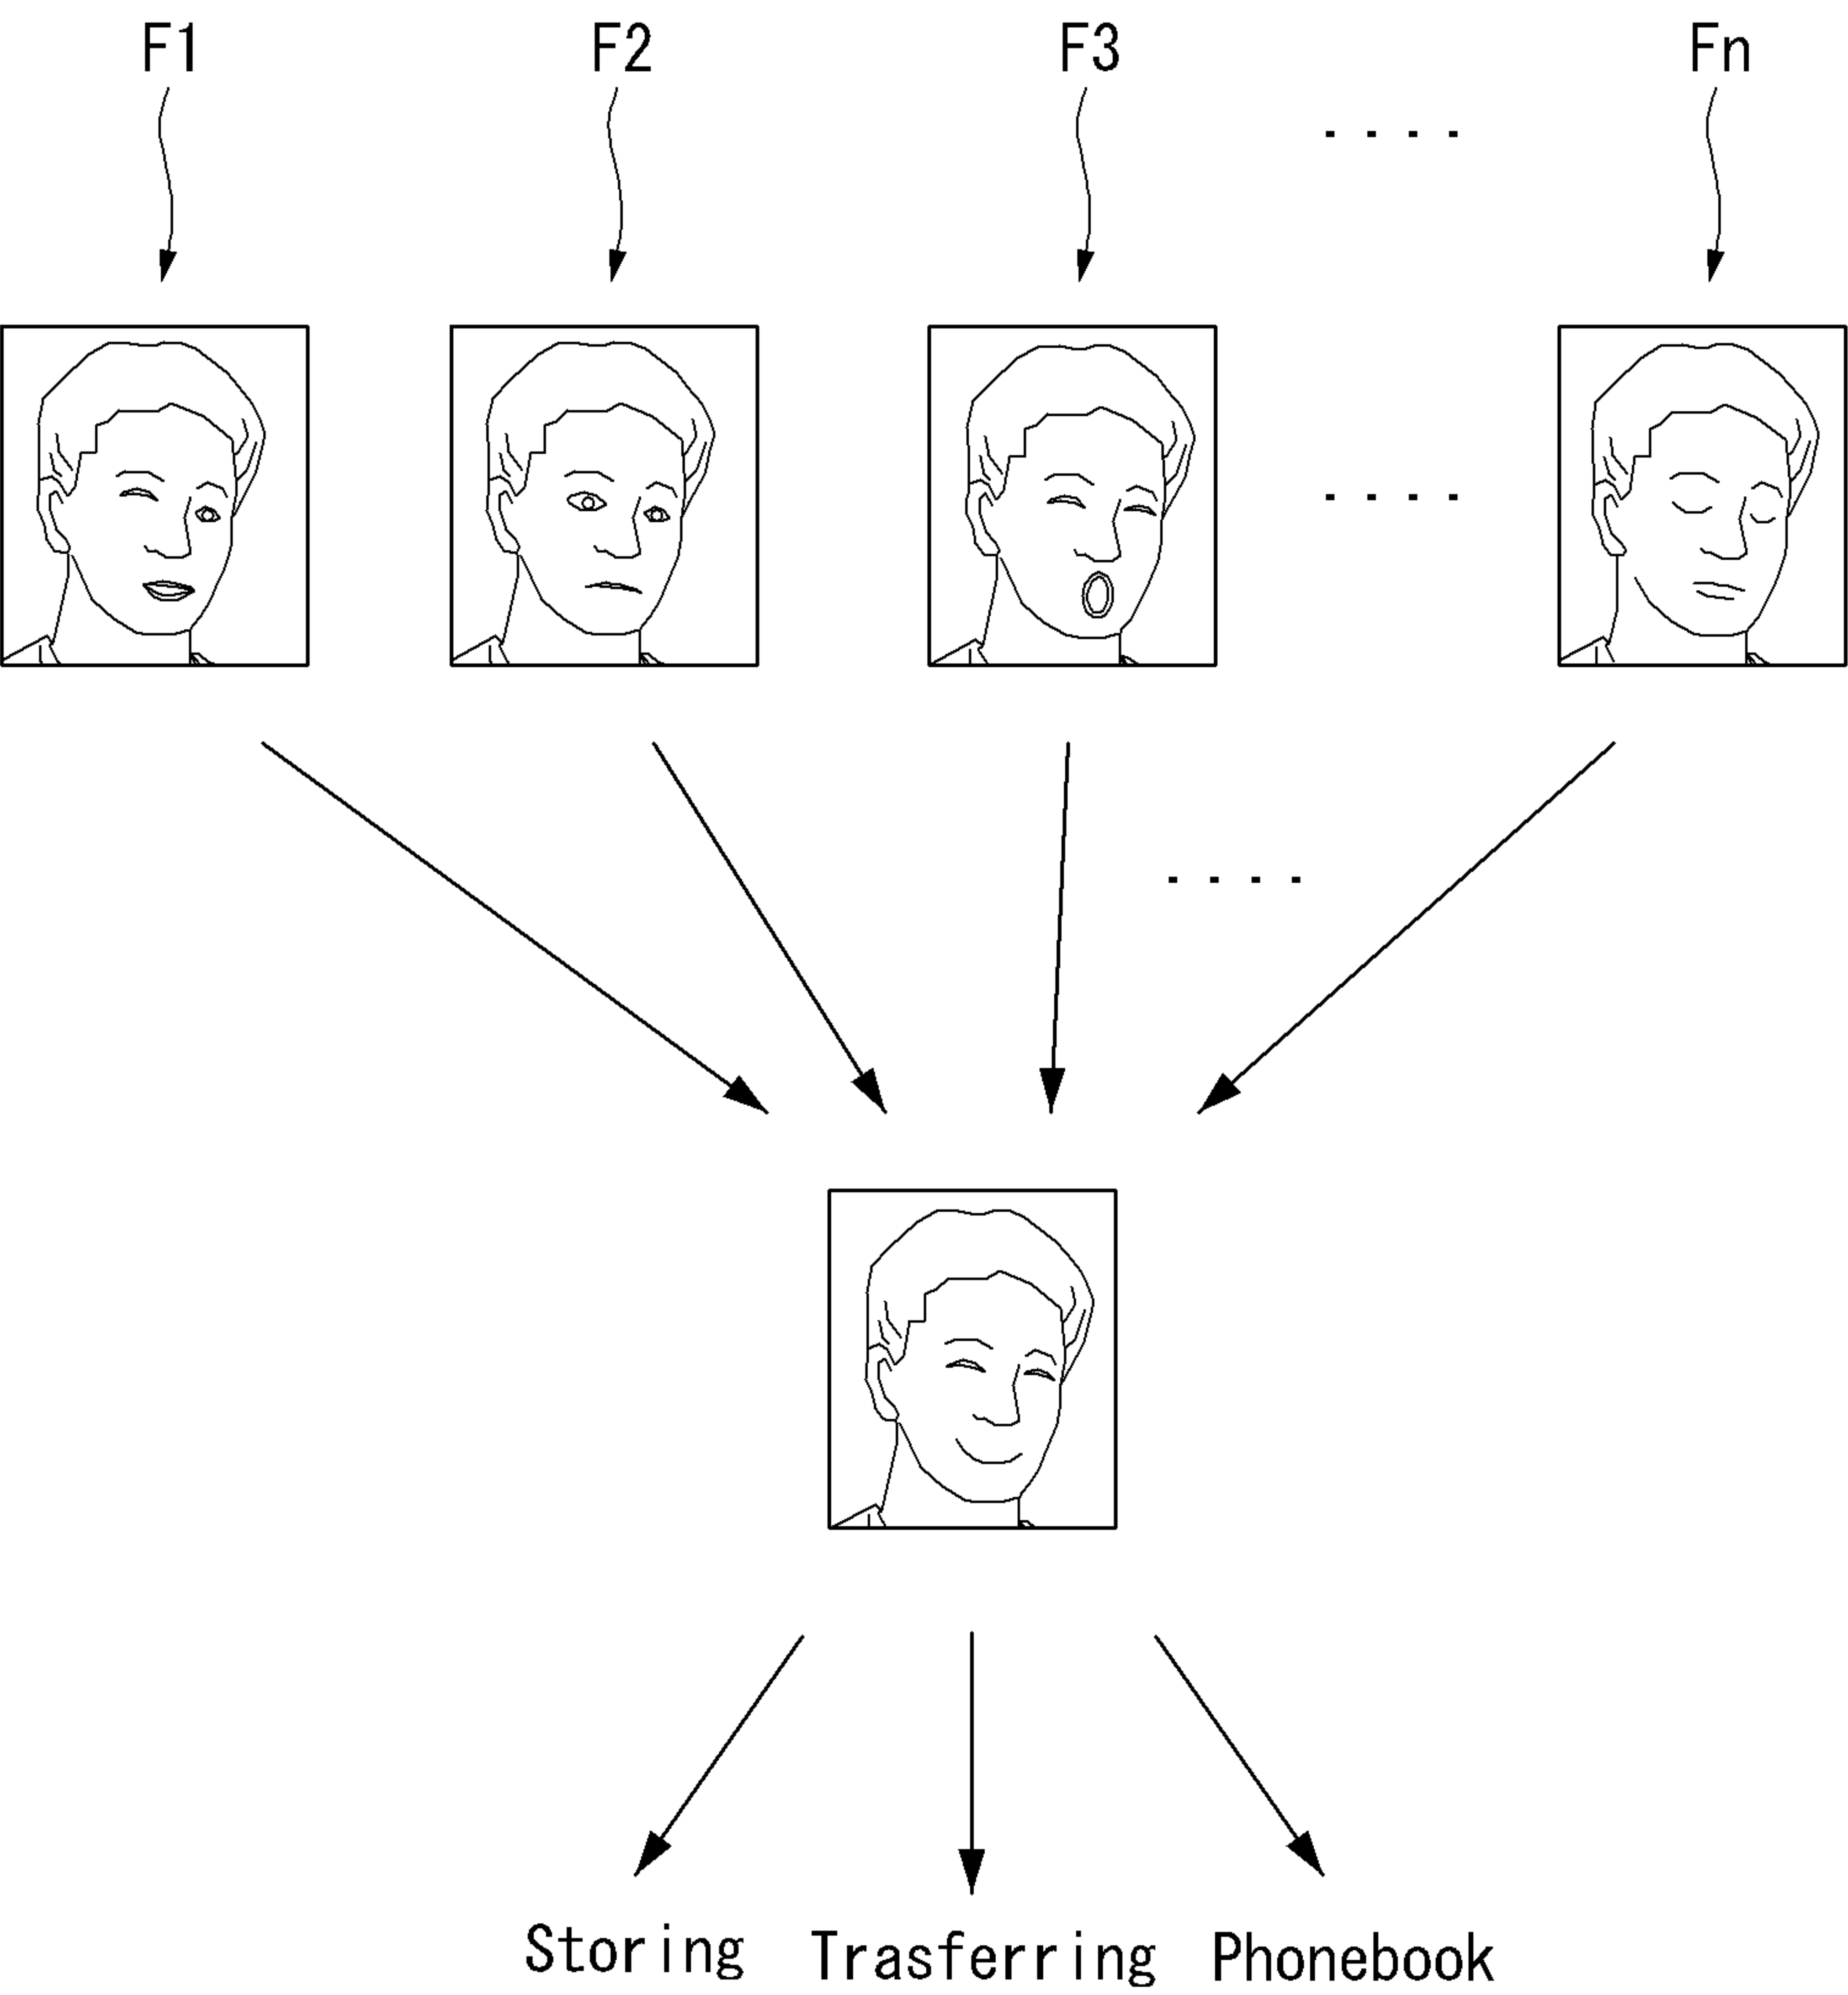 F1 F2 F3 .... Fn
....
....
Storing Trasferring Phonebook